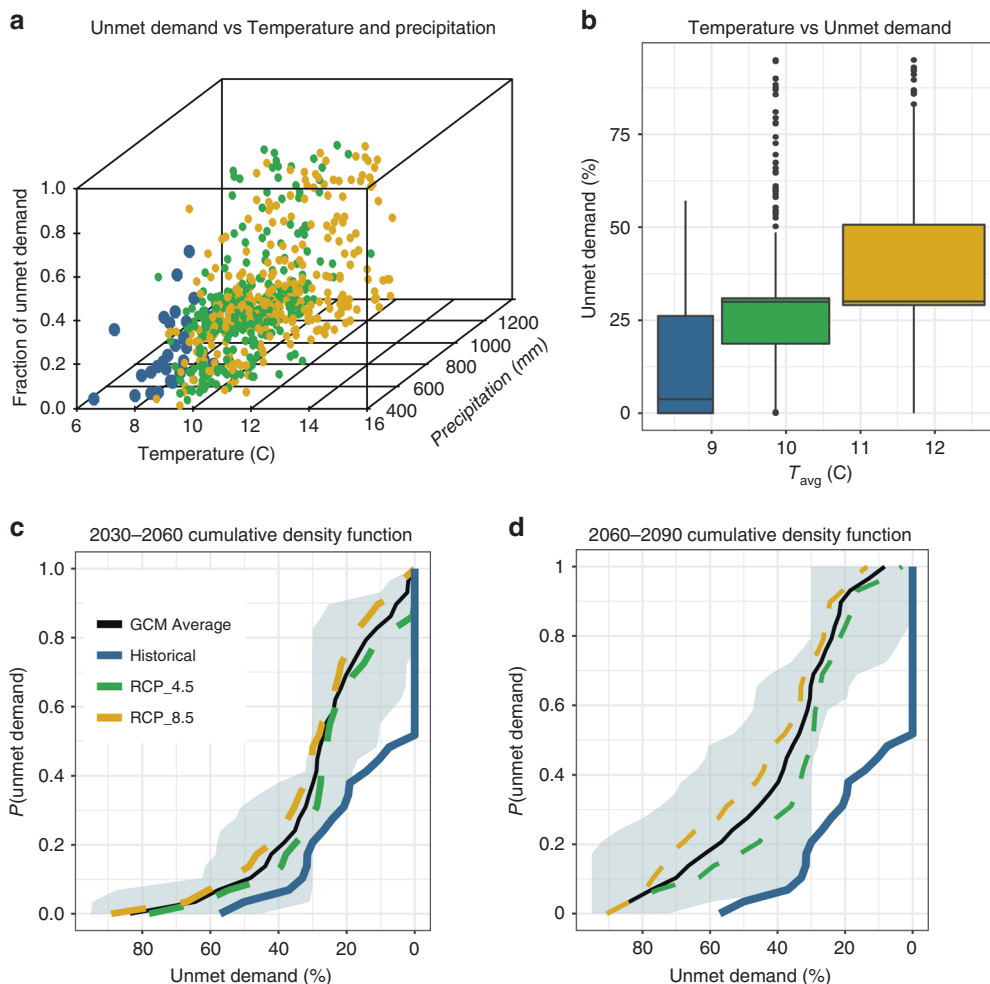 a
Unmet demand vs Temperature and precipitation
Fraction of unmet demand
1.0
0.8
0.6
0.4
0.2
0.0
6
8
10
12
14
16
Temperature (C)
400
600
800
1000
1200
Precipitation (mm)
b
Temperature vs Unmet demand
Unmet demand (%)
75
50
25
0
9
10
11
12
Tavg (C)
c
2030–2060 cumulative density function
P(unmet demand)
1.0
0.8
0.6
0.4
0.2
0.0
GCM Average
Historical
RCP_4.5
RCP_8.5
80
60
40
20
0
Unmet demand (%)
d
2060–2090 cumulative density function
P(unmet demand)
1.0
0.8
0.6
0.4
0.2
0.0
80
60
40
20
0
Unmet demand (%)